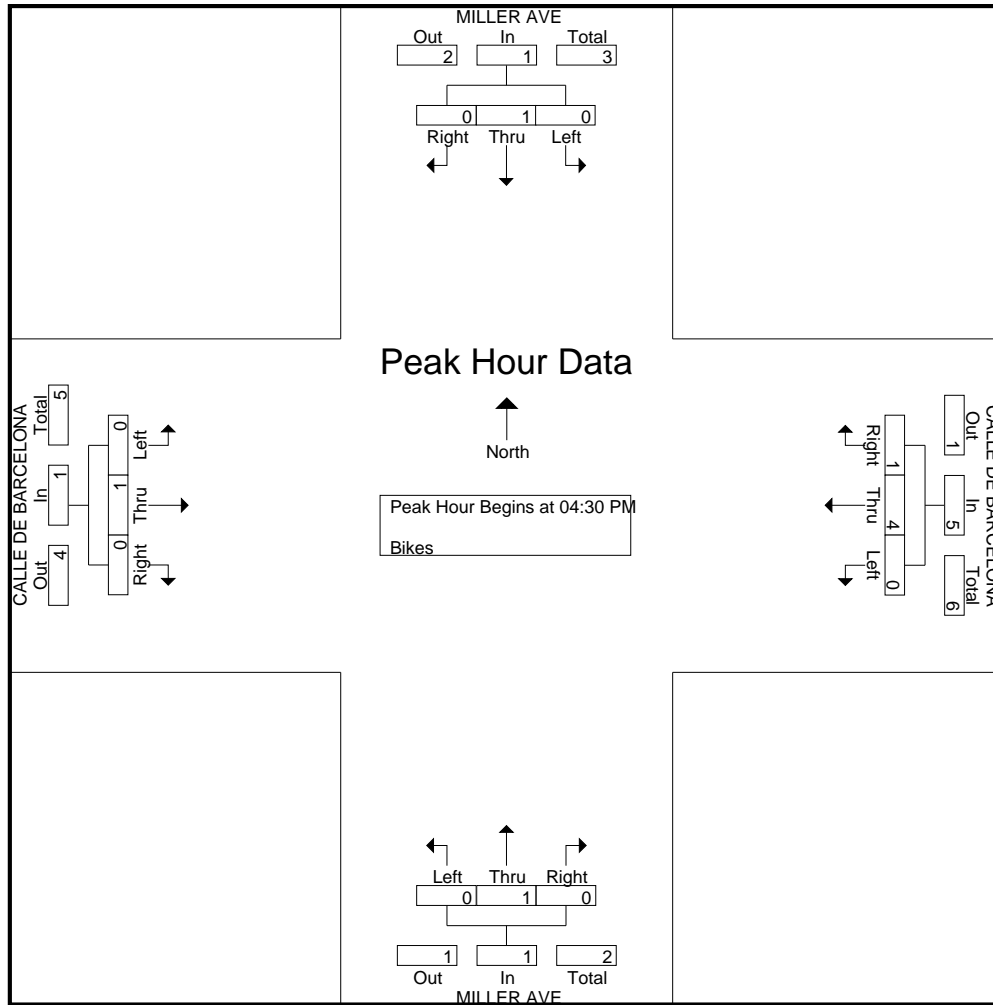 MILLER AVE
Out In Total
2 1 3
0 1 0
Right Thru Left
Peak Hour Data
North
Peak Hour Begins at 04:30 PM
Bikes
CALLE DE BARCELONA
Out In Total
4 1 5
0 1 0
Left Thru Right
CALLE DE BARCELONA
Out In Total
1 5 6
1 4 0
Right Thru Left
Left Thru Right
0 1 0
1 1 2
Out In Total
MILLER AVE